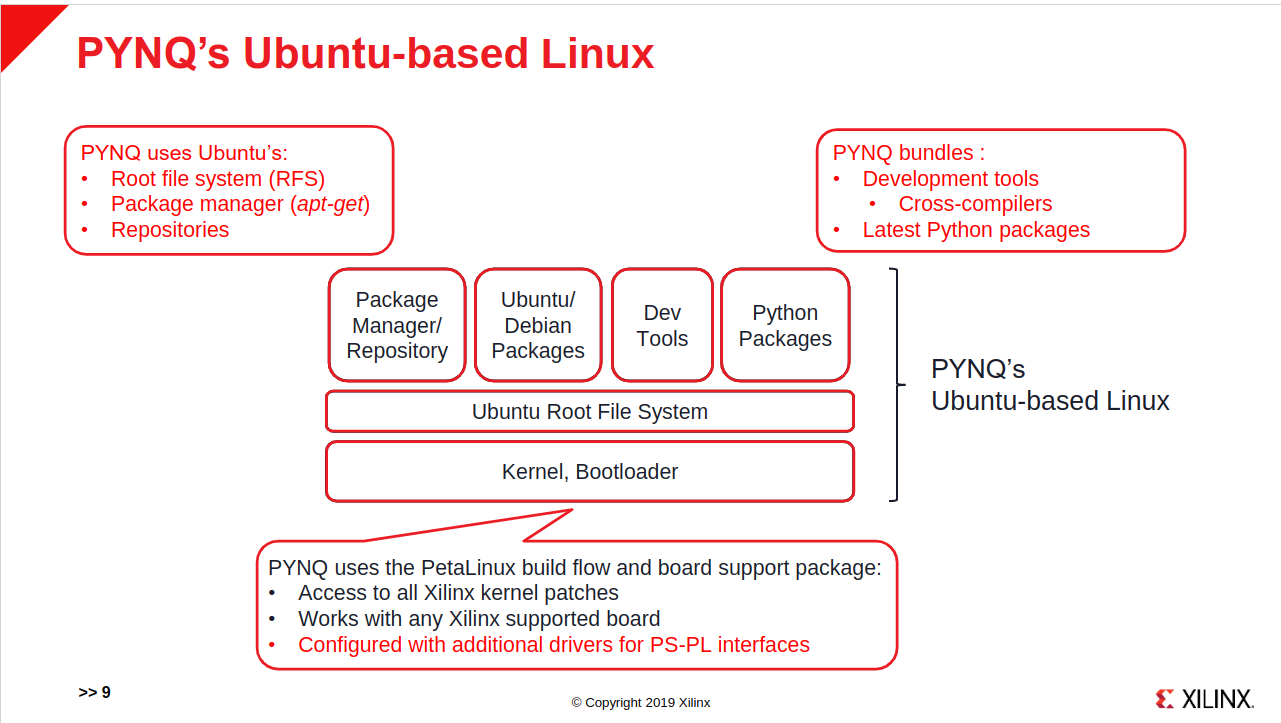 PYNQ’s Ubuntu-based Linux
PYNQ uses Ubuntu’s:
• Root file system (RFS)
• Package manager (apt-get)
• Repositories
PYNQ bundles :
• Development tools
• Cross-compilers
• Latest Python packages
Package
Manager/
Repository
Ubuntu/
Debian
Packages
Dev
Tools
Python
Packages
Ubuntu Root File System
Kernel, Bootloader
PYNQ’s
Ubuntu-based Linux
PYNQ uses the PetaLinux build flow and board support package:
• Access to all Xilinx kernel patches
• Works with any Xilinx supported board
• Configured with additional drivers for PS-PL interfaces
>> 9
© Copyright 2019 Xilinx
XILINX.